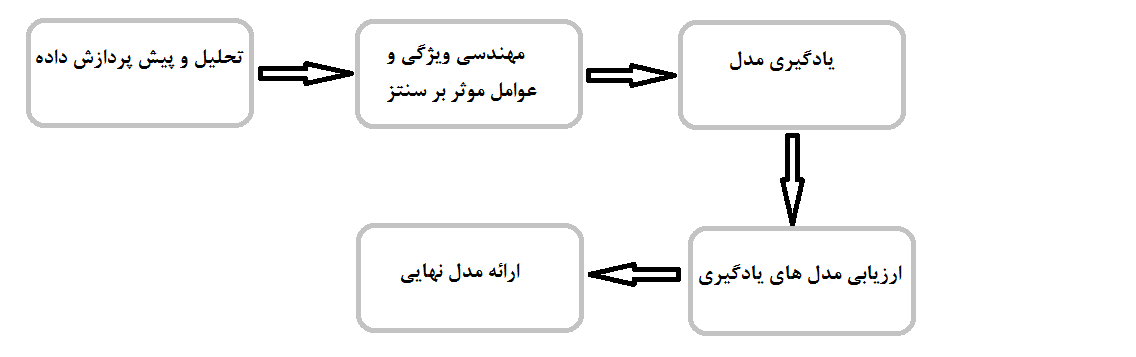 تحلیل و پیش پردازش داده
مهندسی ویژگی و
عوامل موثر بر سنتز
یادگیری مدل
ارزیابی مدل های یادگیری
ارائه مدل نهایی